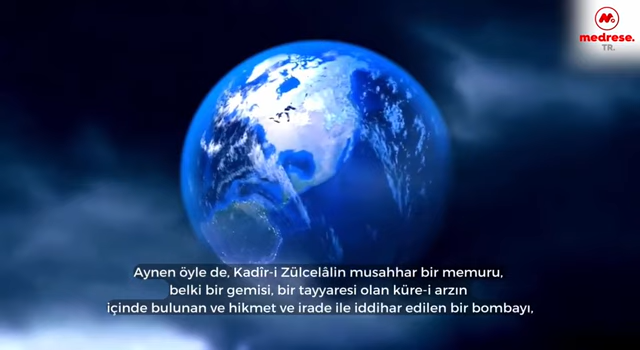 medrese.
TR.
Aynen öyle de, Kadîr-i Zülcelâlin musahhar bir memuru,
belki bir gemisi, bir tayyaresi olan küre-i arzın
içinde bulunan ve hikmet ve irade ile iddihar edilen bir bombayı,